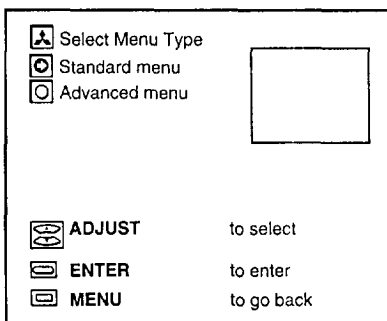 Select Menu Type
Standard menu
Advanced menu
ADJUST to select
ENTER to enter
MENU to go back